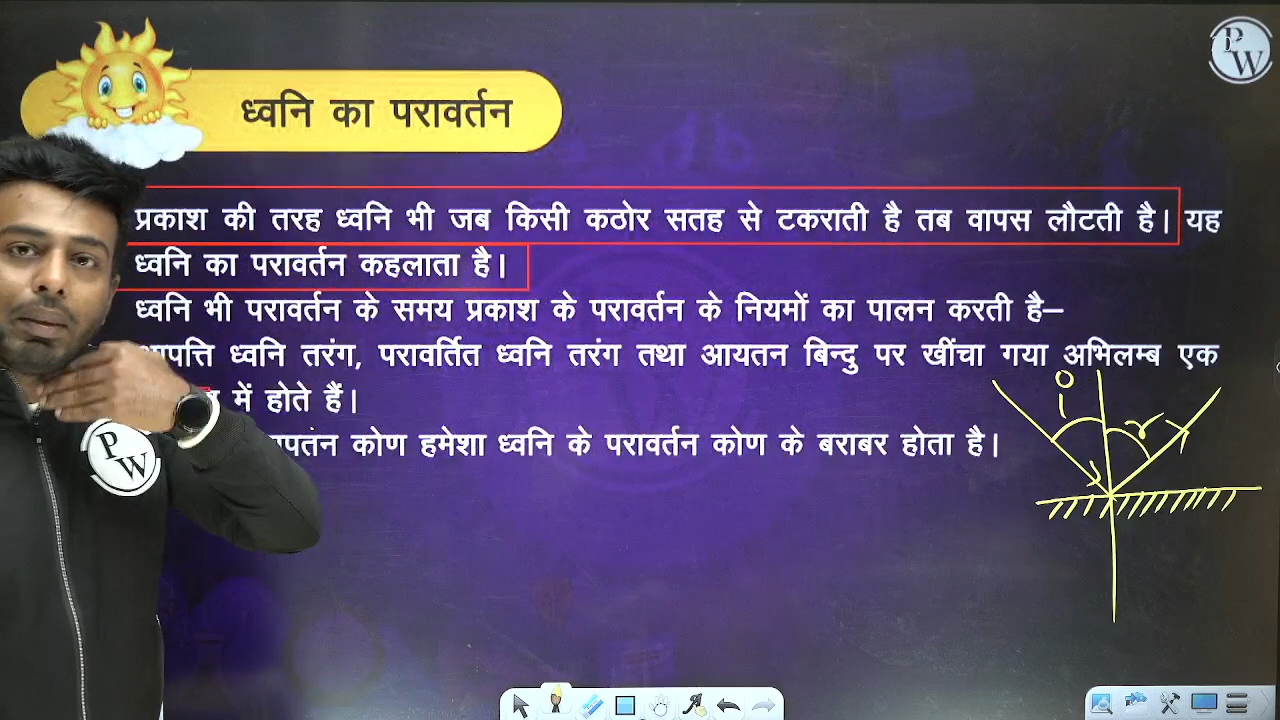 PW
ध्वनि का परावर्तन
प्रकाश की तरह ध्वनि भी जब किसी कठोर सतह से टकराती है तब वापस लौटती है। यह
ध्वनि का परावर्तन कहलाता है।
ध्वनि भी परावर्तन के समय प्रकाश के परावर्तन के नियमों का पालन करती है–
ध्वनि तरंग, परावर्तित ध्वनि तरंग तथा आयतन बिन्दु पर खींचा गया अभिलम्ब एक
में होते हैं।
कोण हमेशा ध्वनि के परावर्तन कोण के बराबर होता है।
i r
PW